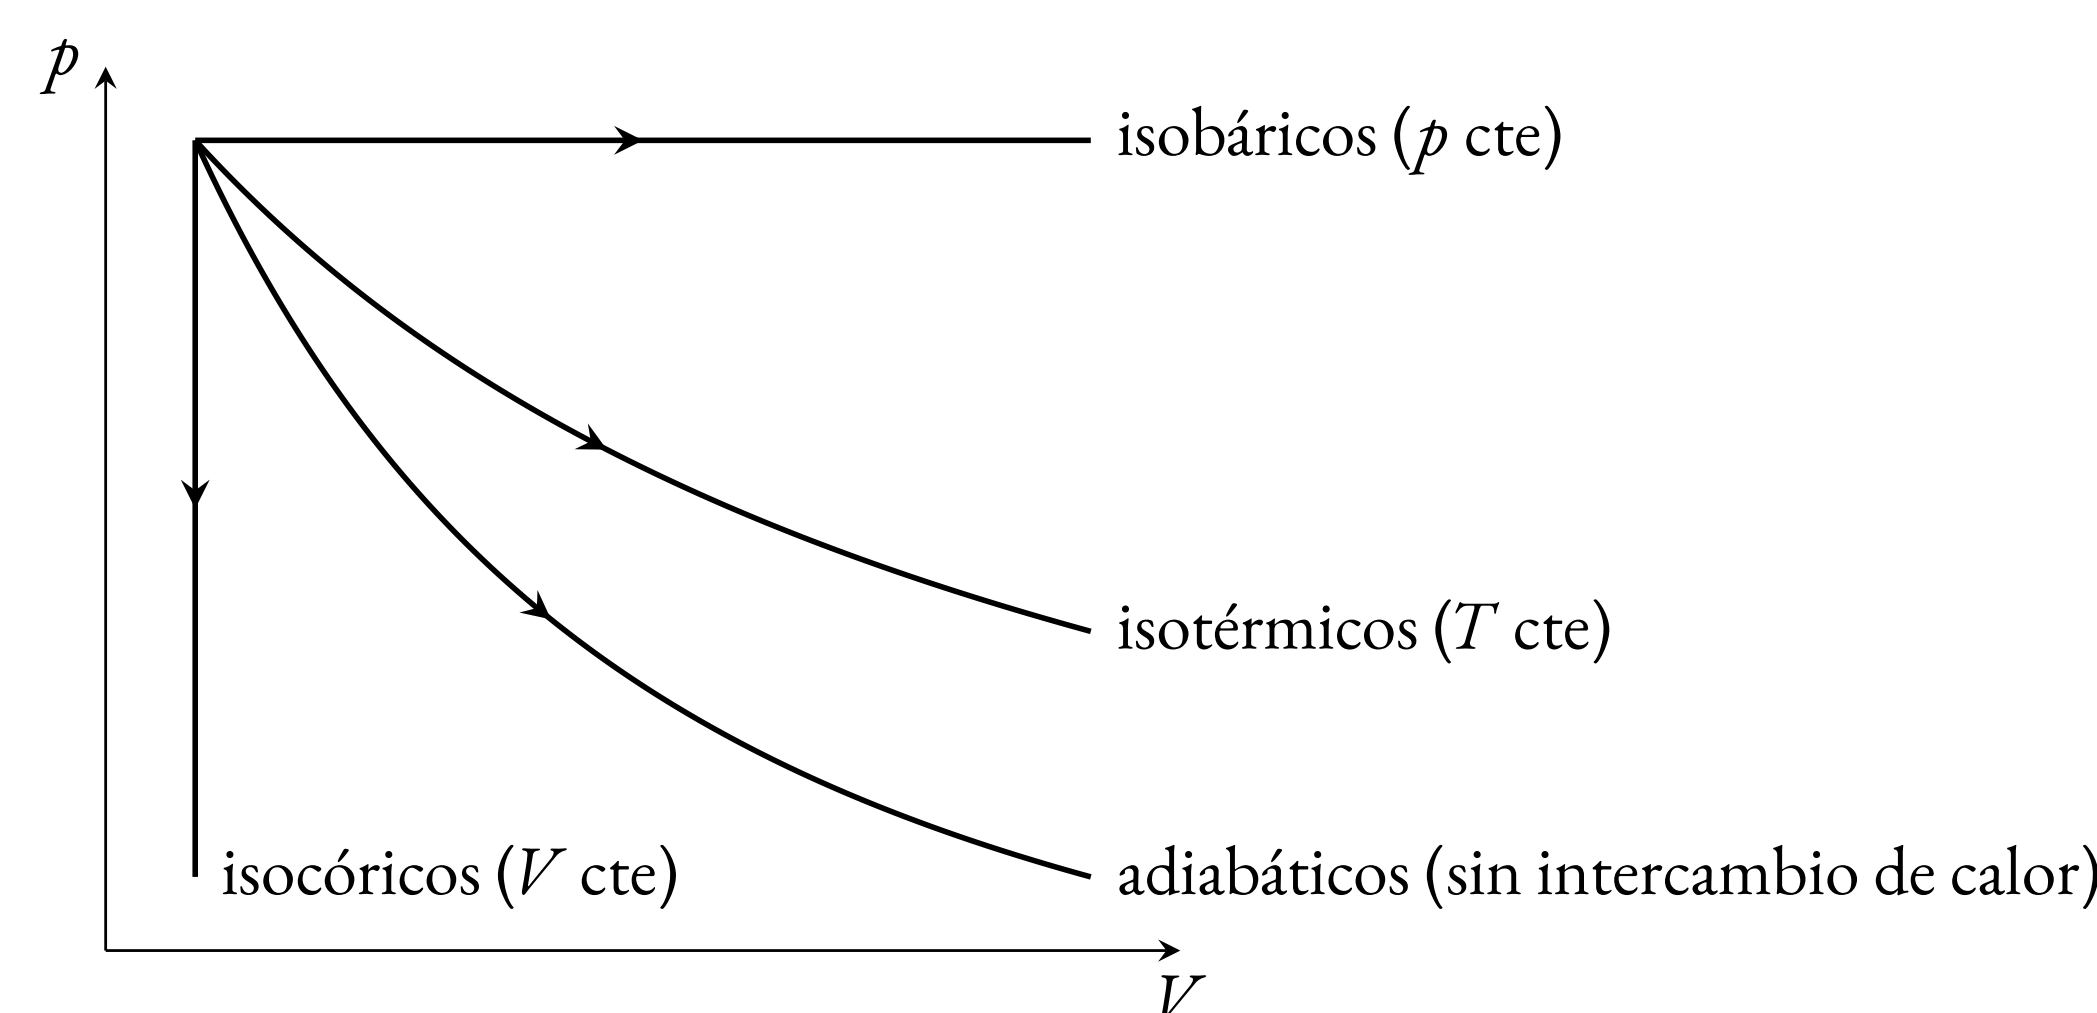 p
isobáricos (p cte)
isotérmicos (T cte)
isocóricos (V cte)
adiabáticos (sin intercambio de calor)
V